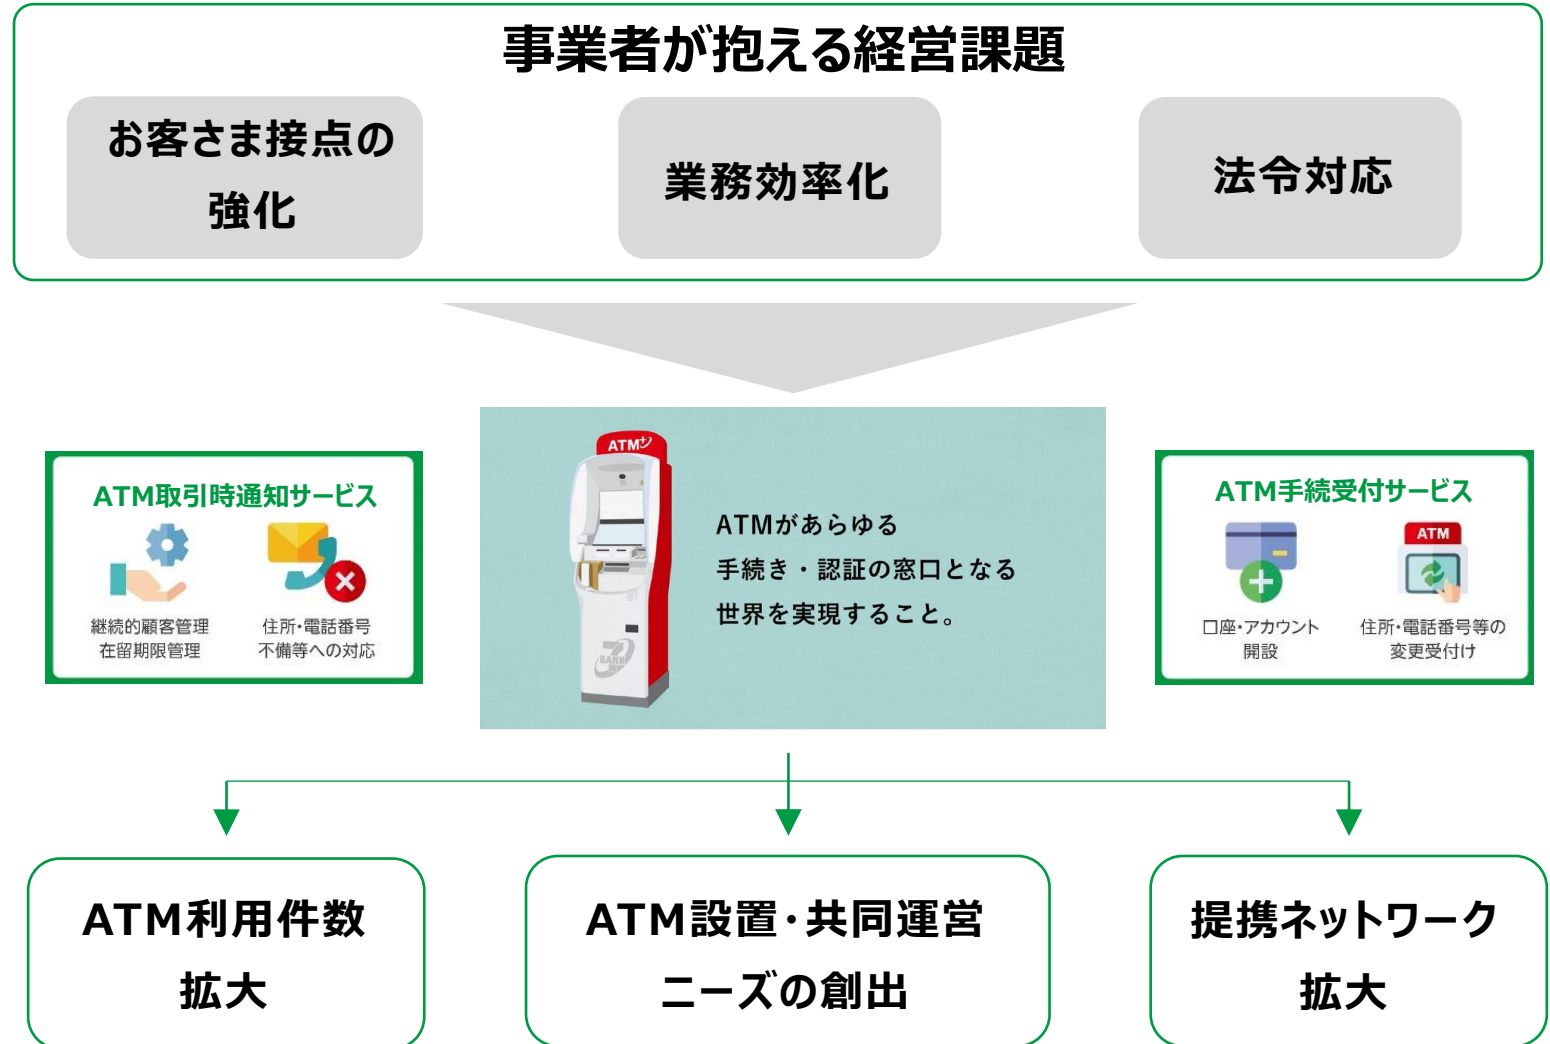 事業者が抱える経営課題
お客さま接点の
強化
業務効率化
法令対応
ATM取引時通知サービス
継続的顧客管理
在留期限管理
住所・電話番号
不備等への対応
ATM+
ATMがあらゆる
手続き・認証の窓口となる
世界を実現すること。
7
BANK
ATM手続受付サービス
口座・アカウント
開設
ATM
住所・電話番号等の
変更受付け
ATM利用件数
拡大
ATM設置・共同運営
ニーズの創出
提携ネットワーク
拡大